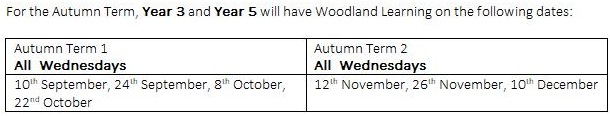 For the Autumn Term, Year 3 and Year 5 will have Woodland Learning on the following dates:
Autumn Term 1
All Wednesdays
10th September, 24th September, 8th October,
22nd October
Autumn Term 2
All Wednesdays
12th November, 26th November, 10th December